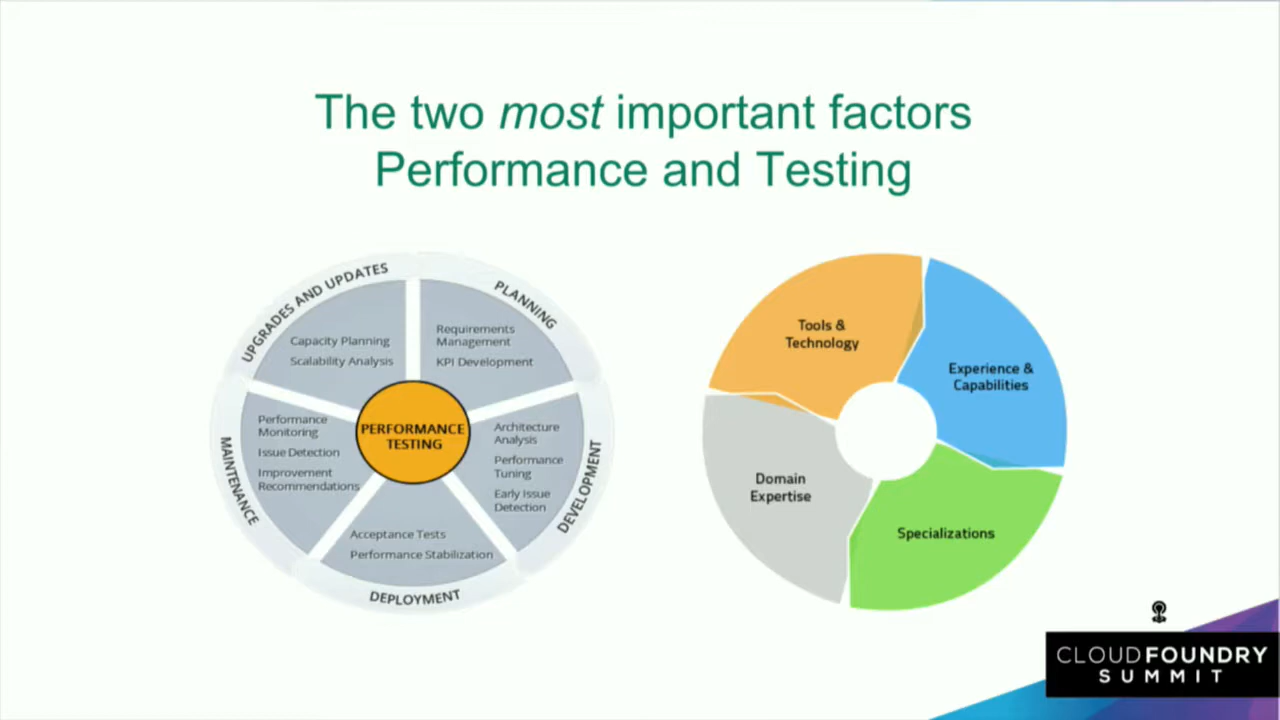 The two most important factors
Performance and Testing
UPGRADES AND UPDATES
Capacity Planning
Scalability Analysis
PLANNING
Requirements
Management
KPI Development
PERFORMANCE
TESTING
MAINTENANCE
Performance
Monitoring
Issue Detection
Improvement
Recommendations
Architecture
Analysis
Performance
Tuning
Early Issue
Detection
DEVELOPMENT
Acceptance Tests
Performance Stabilization
DEPLOYMENT
Tools &
Technology
Experience &
Capabilities
Domain
Expertise
Specializations
CLOUDFOUNDRY
SUMMIT